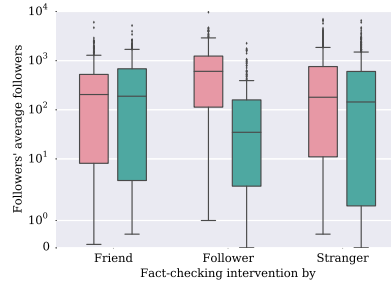 10^4
10^3
10^2
10^1
10^0
0
Followers' average followers
Friend Follower Stranger
Fact-checking intervention by